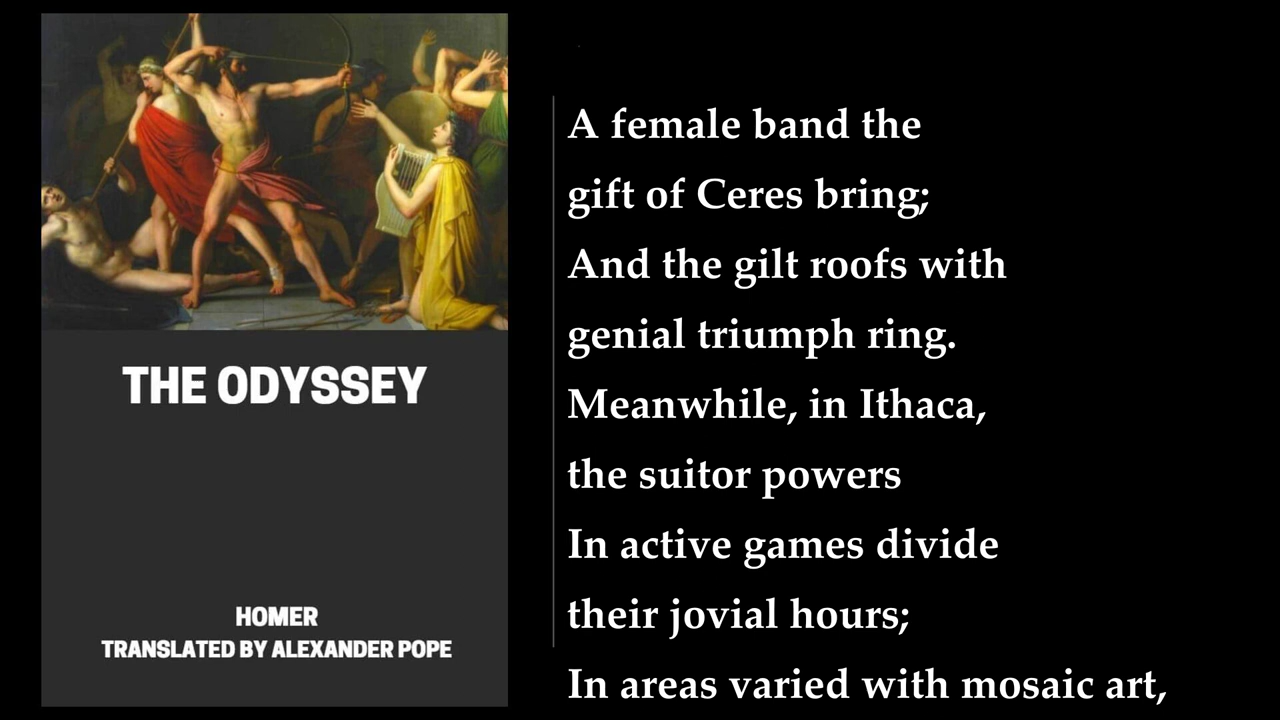 THE ODYSSEY
HOMER
TRANSLATED BY ALEXANDER POPE
A female band the
gift of Ceres bring;
And the gilt roofs with
genial triumph ring.
Meanwhile, in Ithaca,
the suitor powers
In active games divide
their jovial hours;
In areas varied with mosaic art,